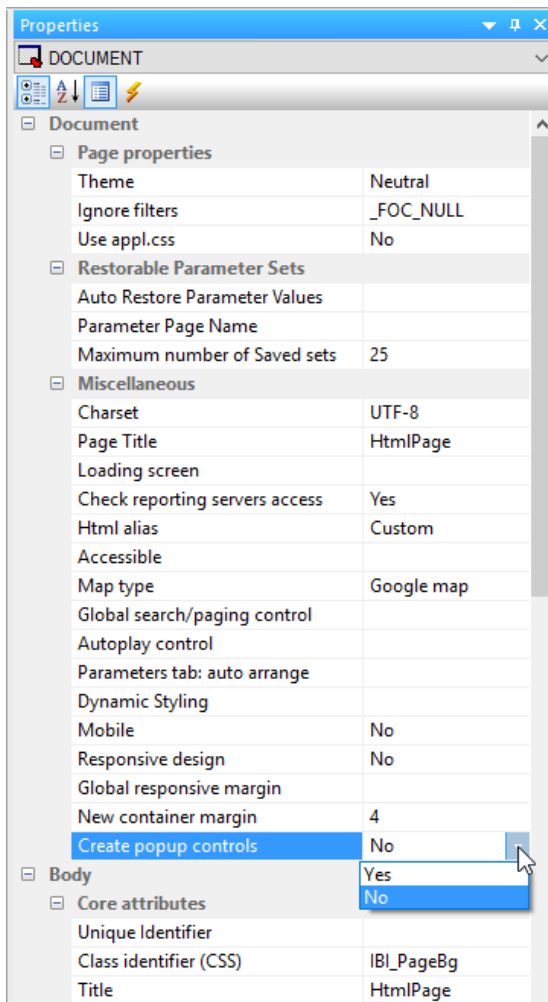 Properties
DOCUMENT
Document
Page properties
Theme Neutral
Ignore filters _FOC_NULL
Use appl.css No
Restorable Parameter Sets
Auto Restore Parameter Values
Parameter Page Name
Maximum number of Saved sets 25
Miscellaneous
Charset UTF-8
Page Title HtmlPage
Loading screen
Check reporting servers access Yes
Html alias Custom
Accessible
Map type Google map
Global search/paging control
Autoplay control
Parameters tab: auto arrange
Dynamic Styling
Mobile No
Responsive design No
Global responsive margin
New container margin 4
Create popup controls No
Body Yes
Core attributes No
Unique Identifier
Class identifier (CSS) IBI_PageBg
Title HtmlPage